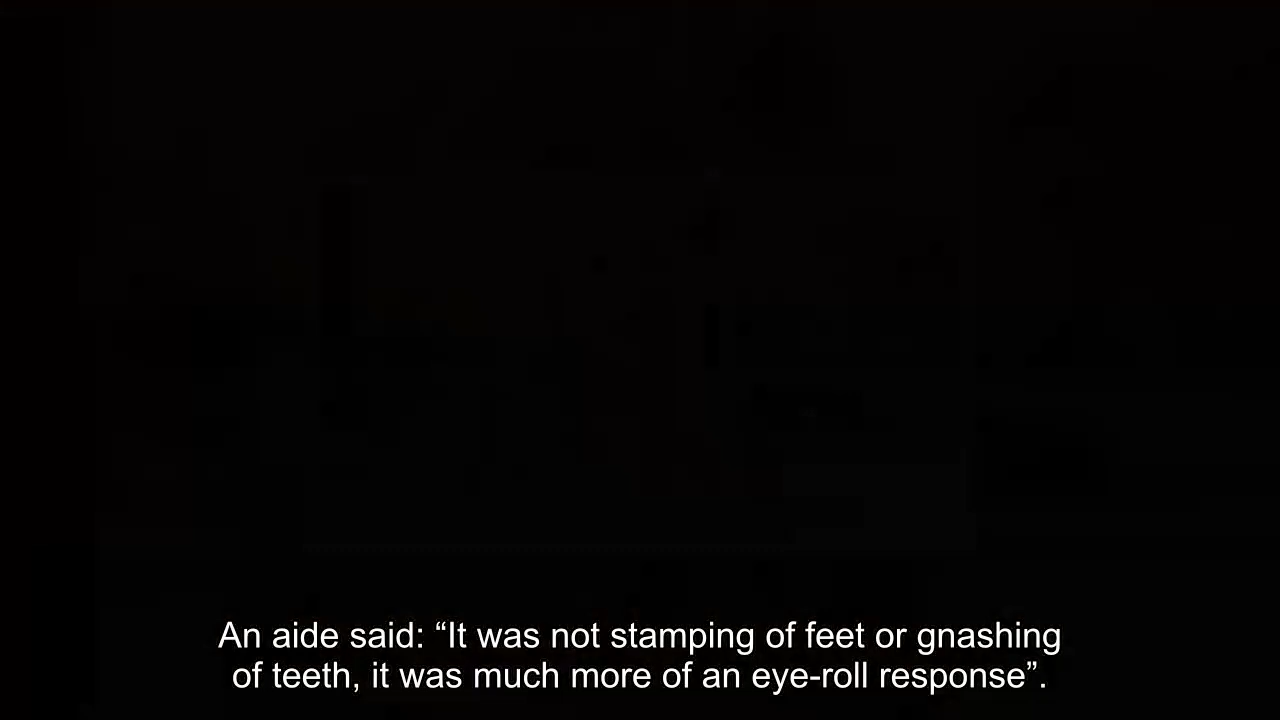 An aide said: “It was not stamping of feet or gnashing
of teeth, it was much more of an eye-roll response”.